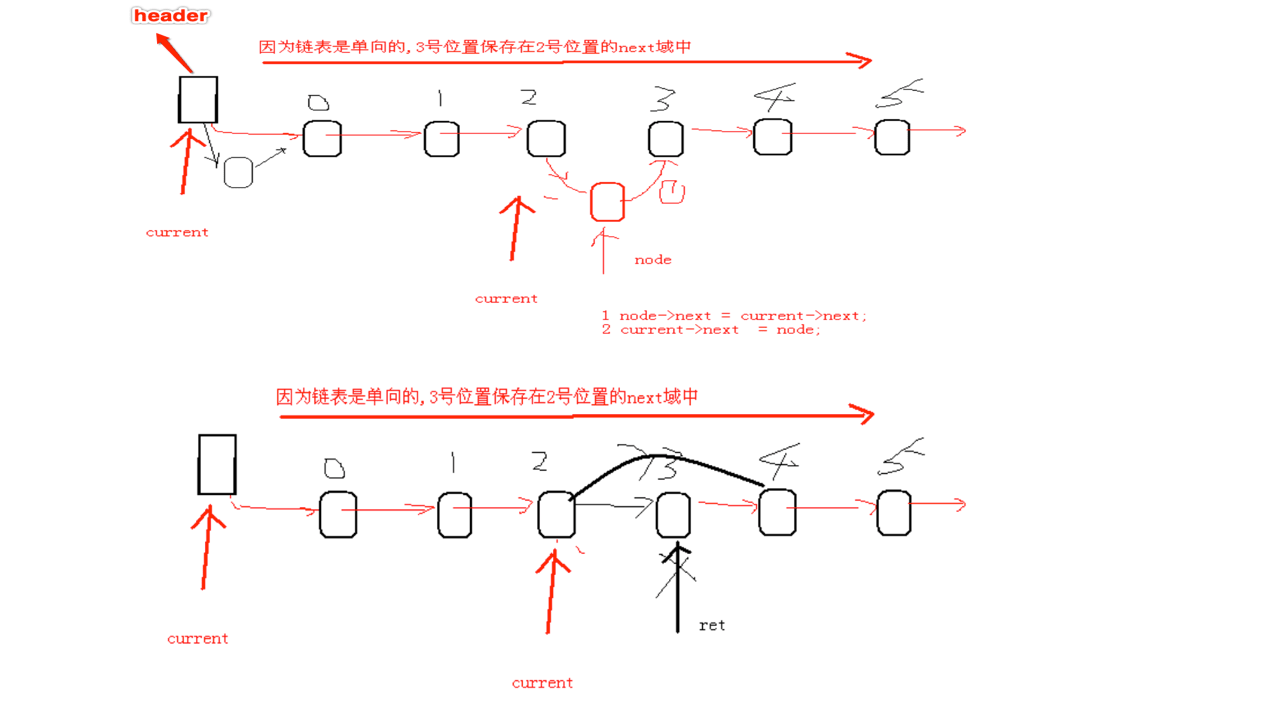 header
因为链表是单向的,3号位置保存在2号位置的next域中
0 1 2 3 4 5
current
node
current
1 node->next = current->next;
2 current->next  = node;
因为链表是单向的,3号位置保存在2号位置的next域中
0 1 2 3 4 5
ret
current
current